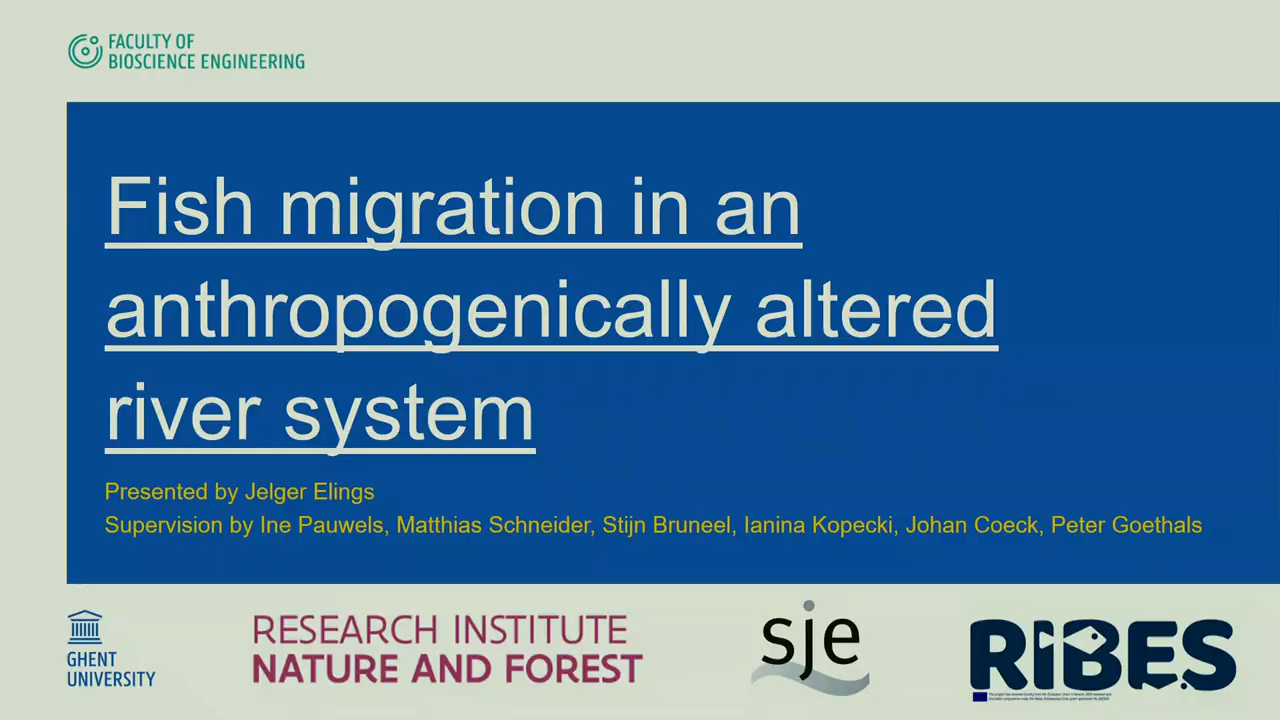 FACULTY OF
BIOSCIENCE ENGINEERING
Fish migration in an
anthropogenically altered
river system
Presented by Jelger Elings
Supervision by Ine Pauwels, Matthias Schneider, Stijn Bruneel, Ianina Kopecki, Johan Coeck, Peter Goethals
GHENT
UNIVERSITY
RESEARCH INSTITUTE
NATURE AND FOREST
sje
RIBES